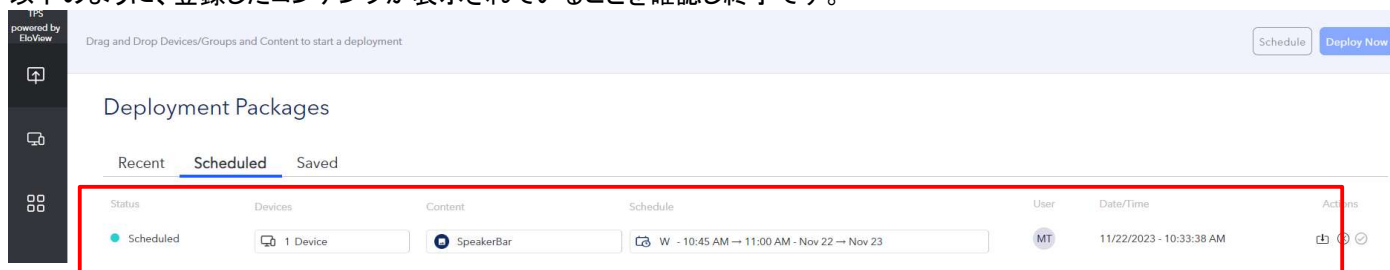 以下のように、登録したコンテンツが表示されていることを確認し終了です。
TPS
powered by
EloView
Drag and Drop Devices/Groups and Content to start a deployment
Schedule
Deploy Now
Deployment Packages
Recent Scheduled Saved
Status Devices Content Schedule User Date/Time Actions
Scheduled 1 Device SpeakerBar W - 10:45 AM → 11:00 AM - Nov 22 → Nov 23 MT 11/22/2023 - 10:33:38 AM